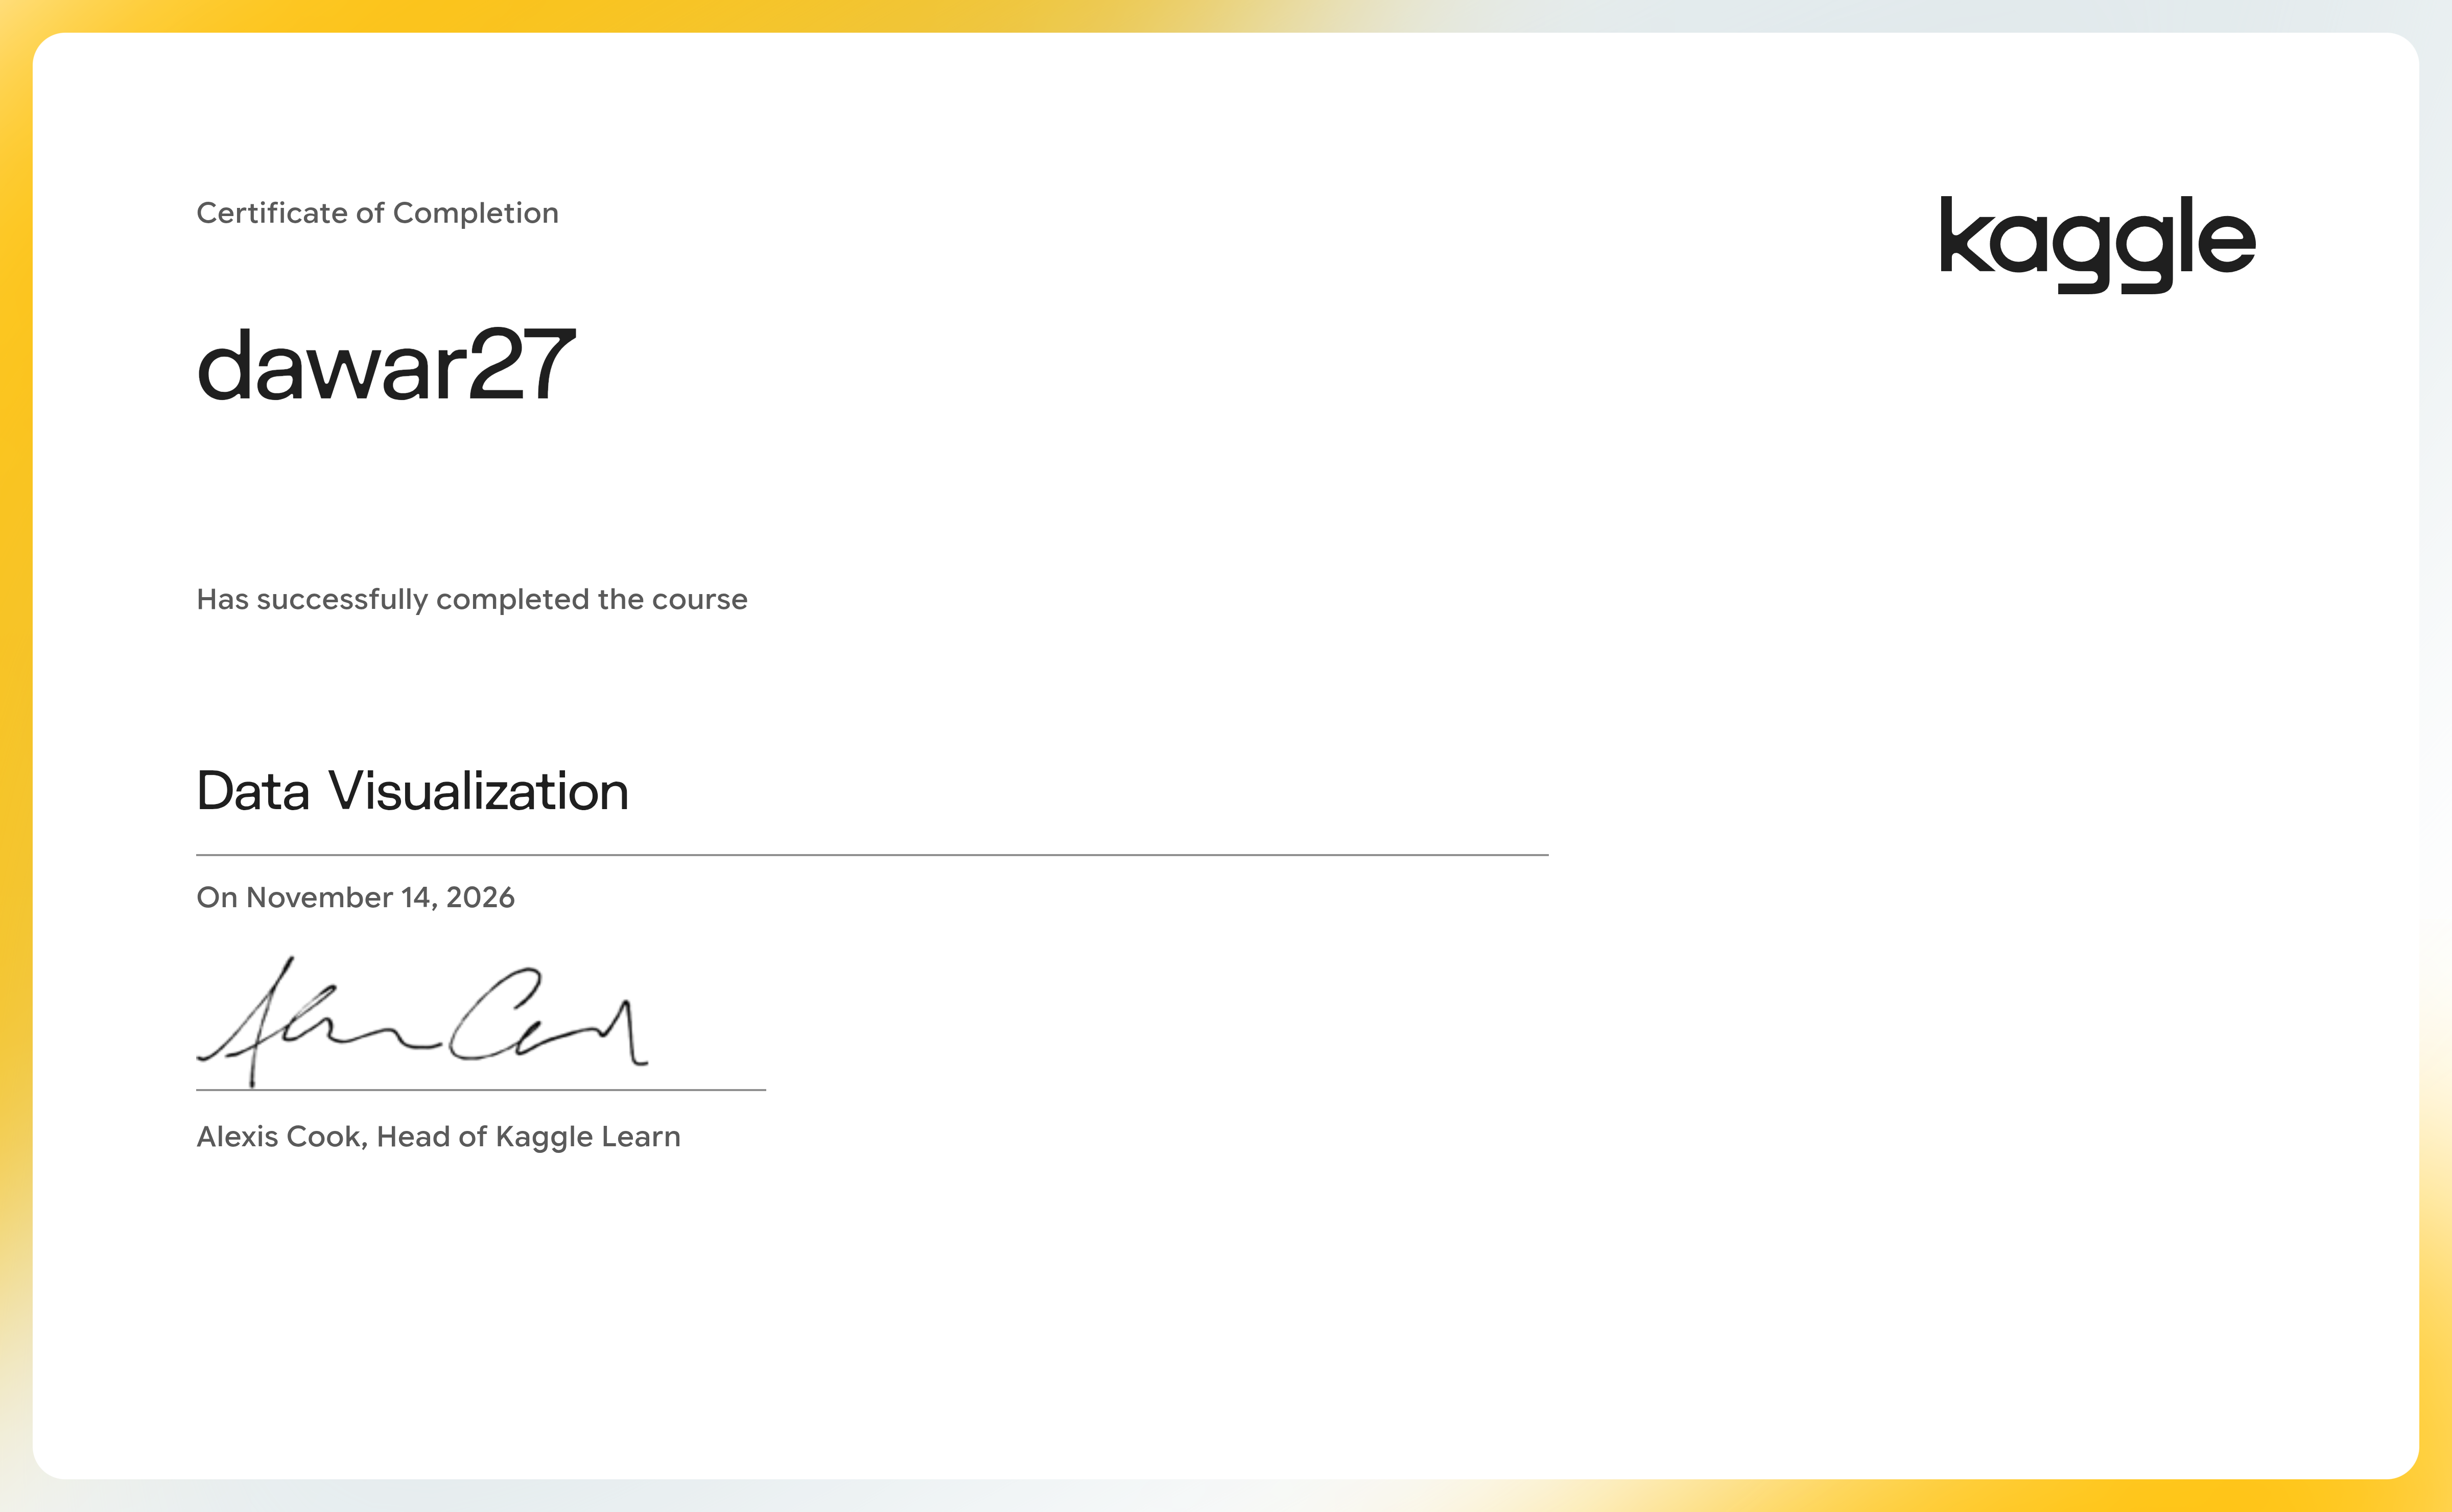 Certificate of Completion
kaggle
dawar27
Has successfully completed the course
Data Visualization
On November 14, 2026
Alexis Cook, Head of Kaggle Learn